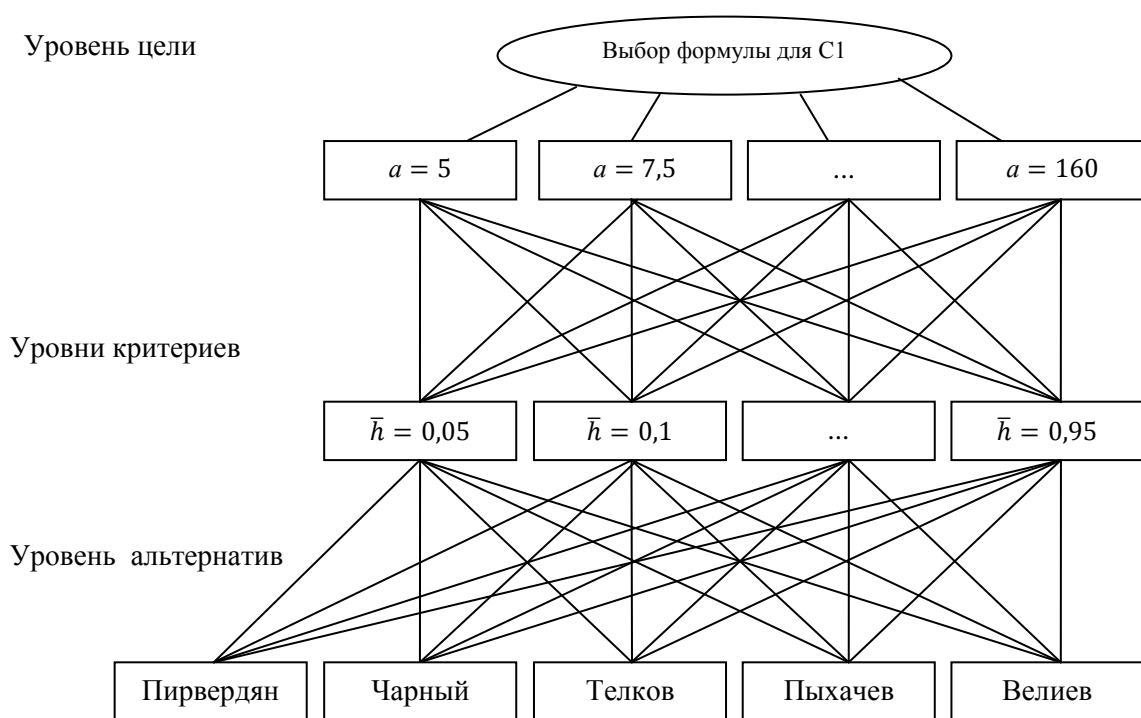 Уровень цели
Выбор формулы для С1
a = 5
a = 7,5
...
a = 160
Уровни критериев
h̄ = 0,05
h̄ = 0,1
...
h̄ = 0,95
Уровень альтернатив
Пирвердян
Чарный
Телков
Пыхачев
Велиев